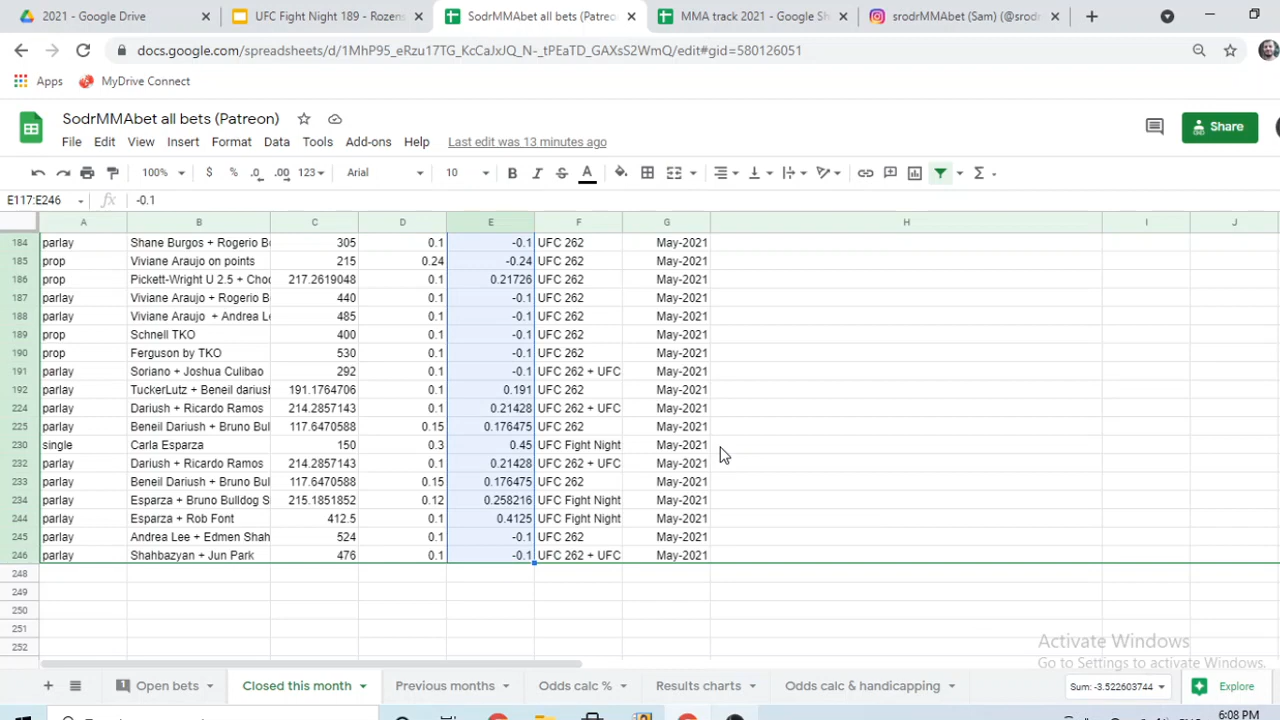 2021 - Google Drive
UFC Fight Night 189 - Rozen
SodrMMAbet all bets (Patreo
MMA track 2021 - Google Sh
srodrMMAbet (Sam) (@srod
docs.google.com/spreadsheets/d/1MhP95_eRzu17TG_KcCaJxJQ_N-_tPEaTD_GAXsS2WmQ/edit#gid=580126051
Apps MyDrive Connect
SodrMMAbet all bets (Patreon)
File Edit View Insert Format Data Tools Add-ons Help Last edit was 13 minutes ago
Share
100% $ % .0 .00 123 Arial 10 B I S A
E117:E246 fx -0.1
A B C D E F G H I J
184 parlay Shane Burgos + Rogerio B 305 0.1 -0.1 UFC 262 May-2021
185 prop Viviane Araujo on points 215 0.24 -0.24 UFC 262 May-2021
186 prop Pickett-Wright U 2.5 + Choo 217.2619048 0.1 0.21726 UFC 262 May-2021
187 parlay Viviane Araujo + Rogerio B 440 0.1 -0.1 UFC 262 May-2021
188 parlay Viviane Araujo + Andrea Le 485 0.1 -0.1 UFC 262 May-2021
189 prop Schnell TKO 400 0.1 -0.1 UFC 262 May-2021
190 prop Ferguson by TKO 530 0.1 -0.1 UFC 262 May-2021
191 parlay Soriano + Joshua Culibao 292 0.1 -0.1 UFC 262 + UFC May-2021
192 parlay TuckerLutz + Beneil dariush 191.1764706 0.1 0.191 UFC 262 May-2021
224 parlay Dariush + Ricardo Ramos 214.2857143 0.1 0.21428 UFC 262 + UFC May-2021
225 parlay Beneil Dariush + Bruno Bul 117.6470588 0.15 0.176475 UFC 262 May-2021
230 single Carla Esparza 150 0.3 0.45 UFC Fight Night May-2021
232 parlay Dariush + Ricardo Ramos 214.2857143 0.1 0.21428 UFC 262 + UFC May-2021
233 parlay Beneil Dariush + Bruno Bul 117.6470588 0.15 0.176475 UFC 262 May-2021
234 parlay Esparza + Bruno Bulldog S 215.1851852 0.12 0.258216 UFC Fight Night May-2021
244 parlay Esparza + Rob Font 412.5 0.1 0.4125 UFC Fight Night May-2021
245 parlay Andrea Lee + Edmen Shah 524 0.1 -0.1 UFC 262 May-2021
246 parlay Shahbazyan + Jun Park 476 0.1 -0.1 UFC 262 + UFC May-2021
248
249
250
251
252
Activate Windows
Go to Settings to activate Windows.
1 Open bets Closed this month Previous months Odds calc % Results charts Odds calc & handicapping Sum: -3.522603744 Explore
6:08 PM